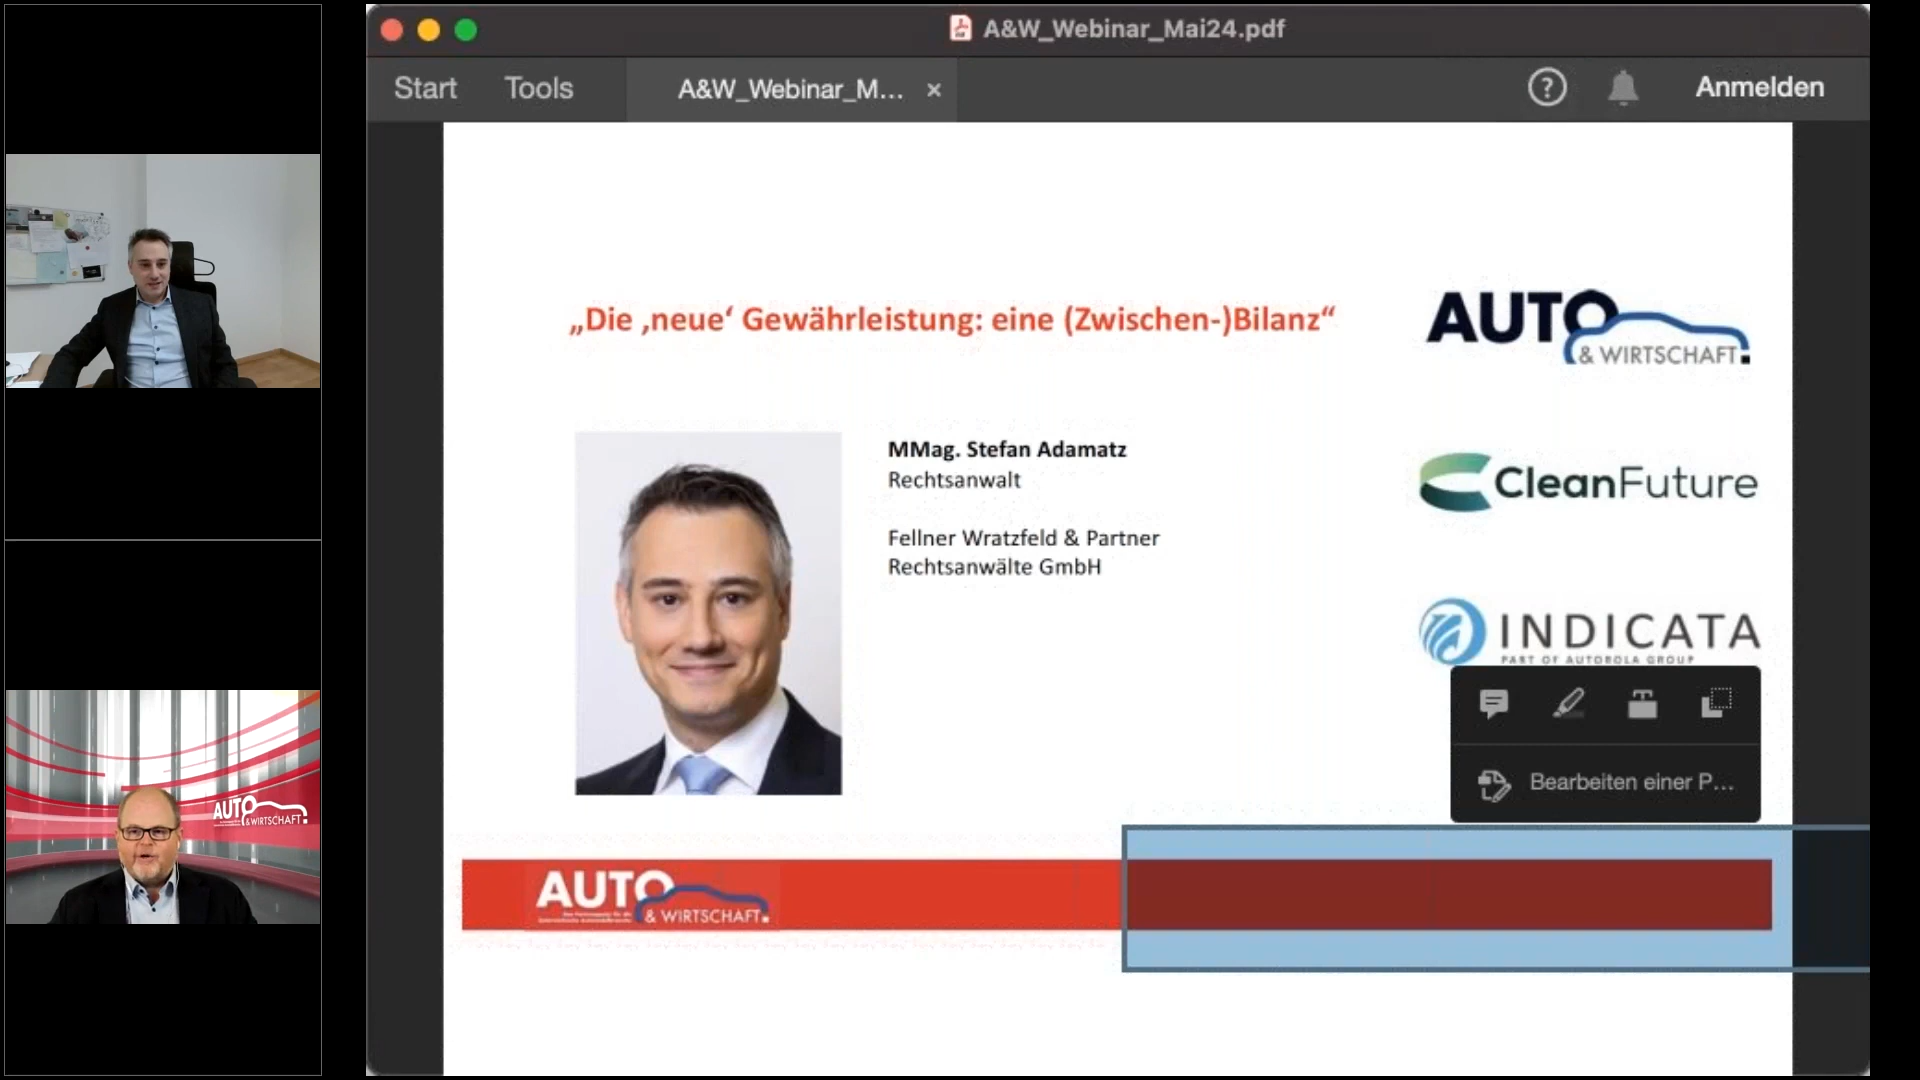 A&W_Webinar_Mai24.pdf
Start
Tools
A&W_Webinar_M...
Anmelden
„Die ‚neue‘ Gewährleistung: eine (Zwischen-)Bilanz“
MMag. Stefan Adamatz
Rechtsanwalt
Fellner Wratzfeld & Partner
Rechtsanwälte GmbH
AUTO
& WIRTSCHAFT
CleanFuture
INDICATA
PART OF AUTOROLA GROUP
Bearbeiten einer P...
AUTO
& WIRTSCHAFT
AUTO
& WIRTSCHAFT